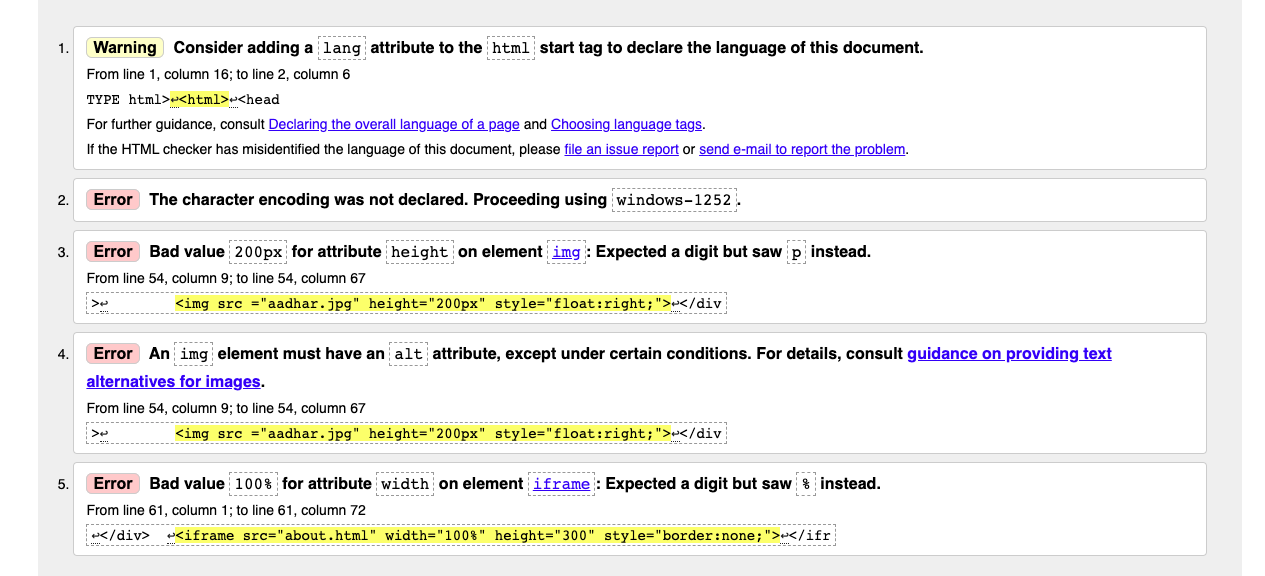 1. Warning Consider adding a lang attribute to the html start tag to declare the language of this document.
From line 1, column 16; to line 2, column 6
TYPE html>↩<html>↩<head
For further guidance, consult Declaring the overall language of a page and Choosing language tags.
If the HTML checker has misidentified the language of this document, please file an issue report or send e-mail to report the problem.
2. Error The character encoding was not declared. Proceeding using windows-1252.
3. Error Bad value 200px for attribute height on element img: Expected a digit but saw p instead.
From line 54, column 9; to line 54, column 67
>↩        <img src ="aadhar.jpg" height="200px" style="float:right;">↩</div
4. Error An img element must have an alt attribute, except under certain conditions. For details, consult guidance on providing text
alternatives for images.
From line 54, column 9; to line 54, column 67
>↩        <img src ="aadhar.jpg" height="200px" style="float:right;">↩</div
5. Error Bad value 100% for attribute width on element iframe: Expected a digit but saw % instead.
From line 61, column 1; to line 61, column 72
↩</div>  ↩<iframe src="about.html" width="100%" height="300" style="border:none;">↩</ifr